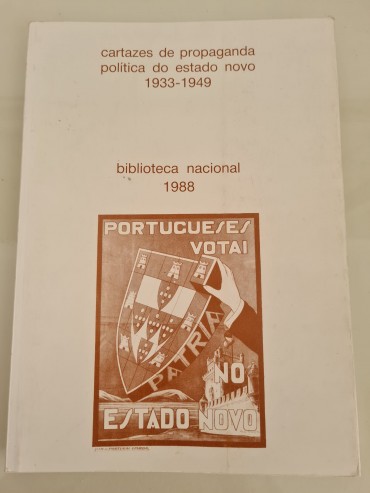 cartazes de propaganda
política do estado novo
1933-1949
biblioteca nacional
1988
PORTUGUESES
VOTAI
PATRIA
NO
ESTADO NOVO